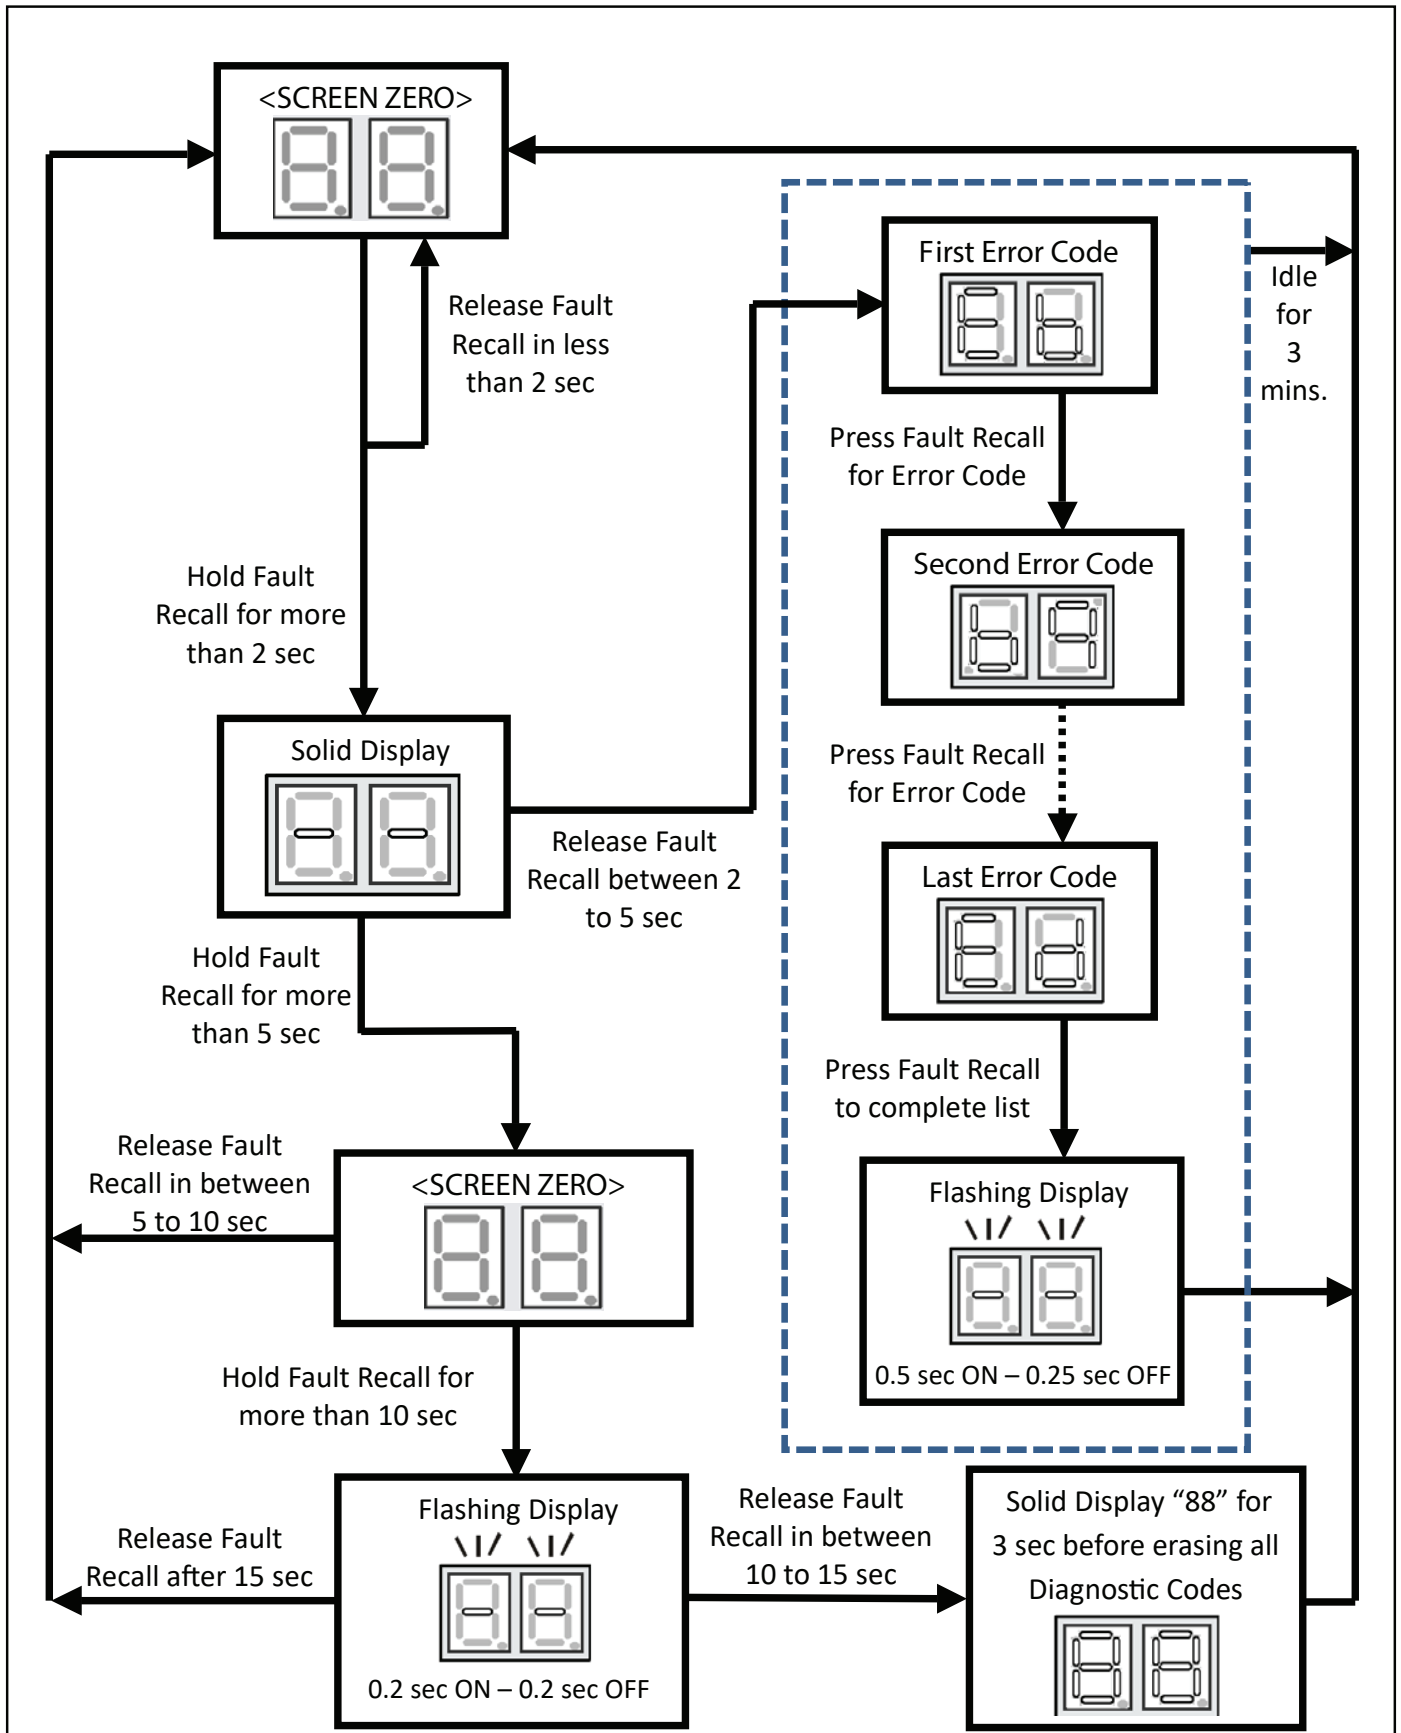 <SCREEN ZERO>
Release Fault
Recall in less
than 2 sec
Hold Fault
Recall for more
than 2 sec
Solid Display
Release Fault
Recall between 2
to 5 sec
Hold Fault
Recall for more
than 5 sec
Release Fault
Recall in between
5 to 10 sec
<SCREEN ZERO>
Hold Fault Recall for
more than 10 sec
Release Fault
Recall after 15 sec
Flashing Display
0.2 sec ON – 0.2 sec OFF
Release Fault
Recall in between
10 to 15 sec
First Error Code
Press Fault Recall
for Error Code
Second Error Code
Press Fault Recall
for Error Code
Last Error Code
Press Fault Recall
to complete list
Flashing Display
0.5 sec ON – 0.25 sec OFF
Idle
for
3
mins.
Solid Display “88” for
3 sec before erasing all
Diagnostic Codes
88